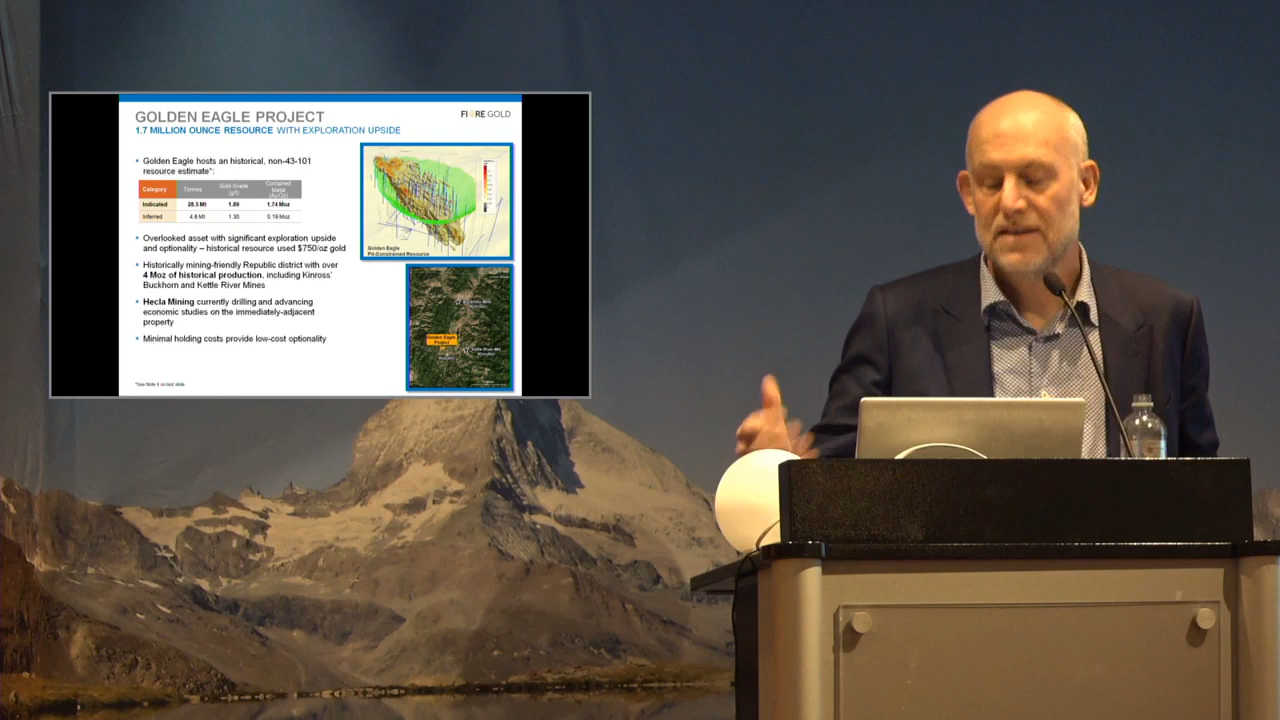 GOLDEN EAGLE PROJECT
FIORE GOLD
1.7 MILLION OUNCE RESOURCE WITH EXPLORATION UPSIDE
• Golden Eagle hosts an historical, non-43-101
resource estimate*:
Category Tonnes Gold Grade (g/t) Contained Metal (Au Oz)
Indicated 28.5 Mt 1.89 1.74 Moz
Inferred 4.6 Mt 1.30 0.19 Moz
• Overlooked asset with significant exploration upside
and optionality – historical resource used $750/oz gold
• Historically mining-friendly Republic district with over
4 Moz of historical production, including Kinross'
Buckhorn and Kettle River Mines
• Hecla Mining currently drilling and advancing
economic studies on the immediately-adjacent
property
• Minimal holding costs provide low-cost optionality
*See Note 4 on last slide
Golden Eagle
Pit-Constrained Resource
Golden Eagle
Project